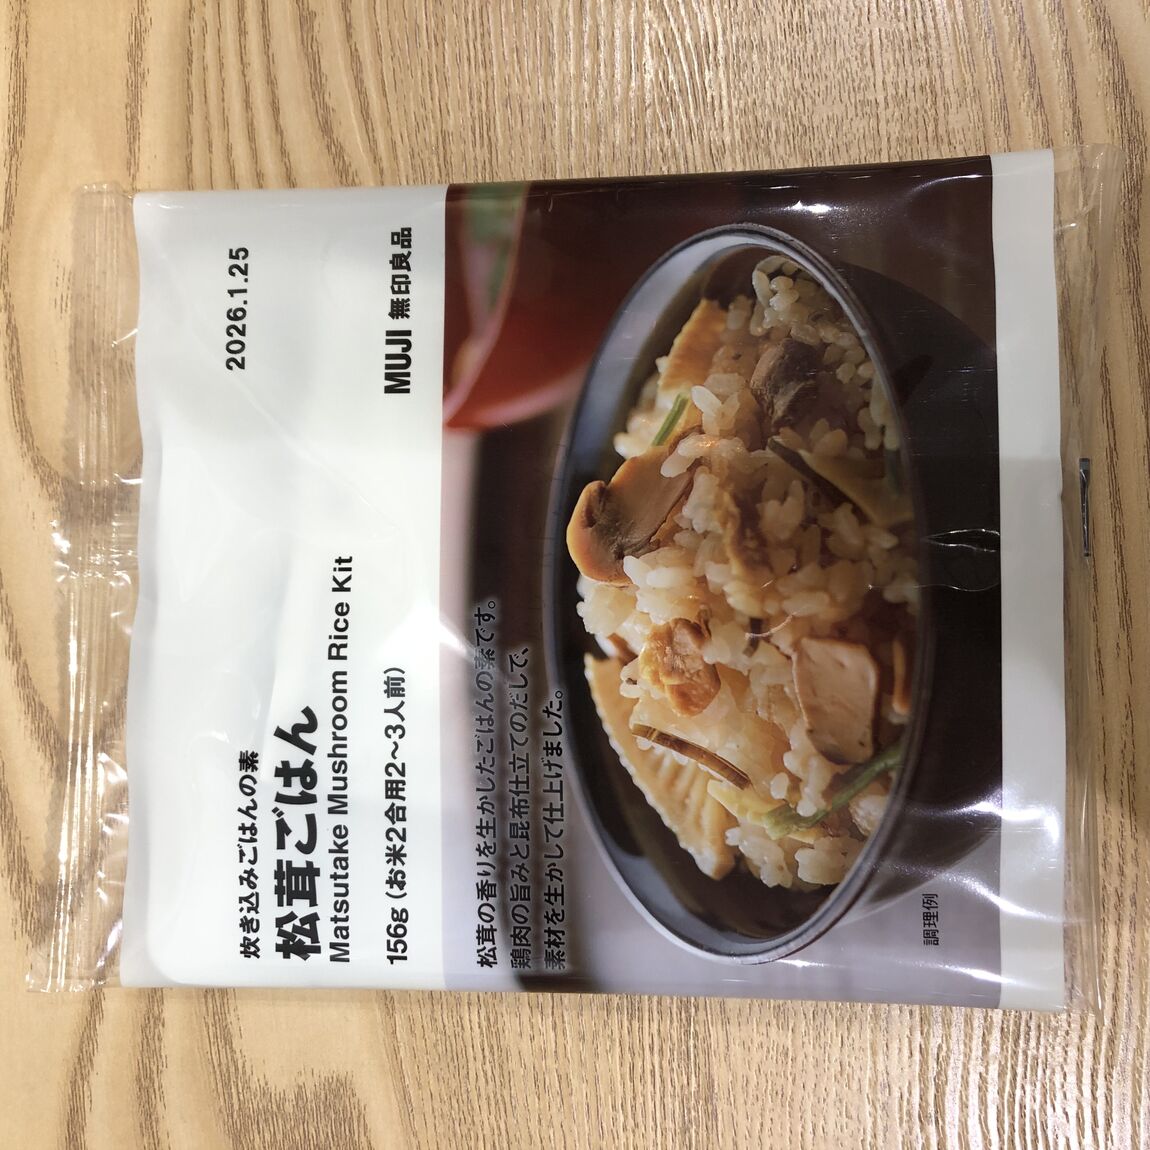 炊き込みごはんの素
松茸ごはん
Matsutake Mushroom Rice Kit
156g（お米2合用2〜3人前）
2026.1.25
MUJI 無印良品
松茸の香りを生かしたごはんの素です。
鶏肉の旨みと昆布仕立てのだしで、
素材を生かして仕上げました。
調理例